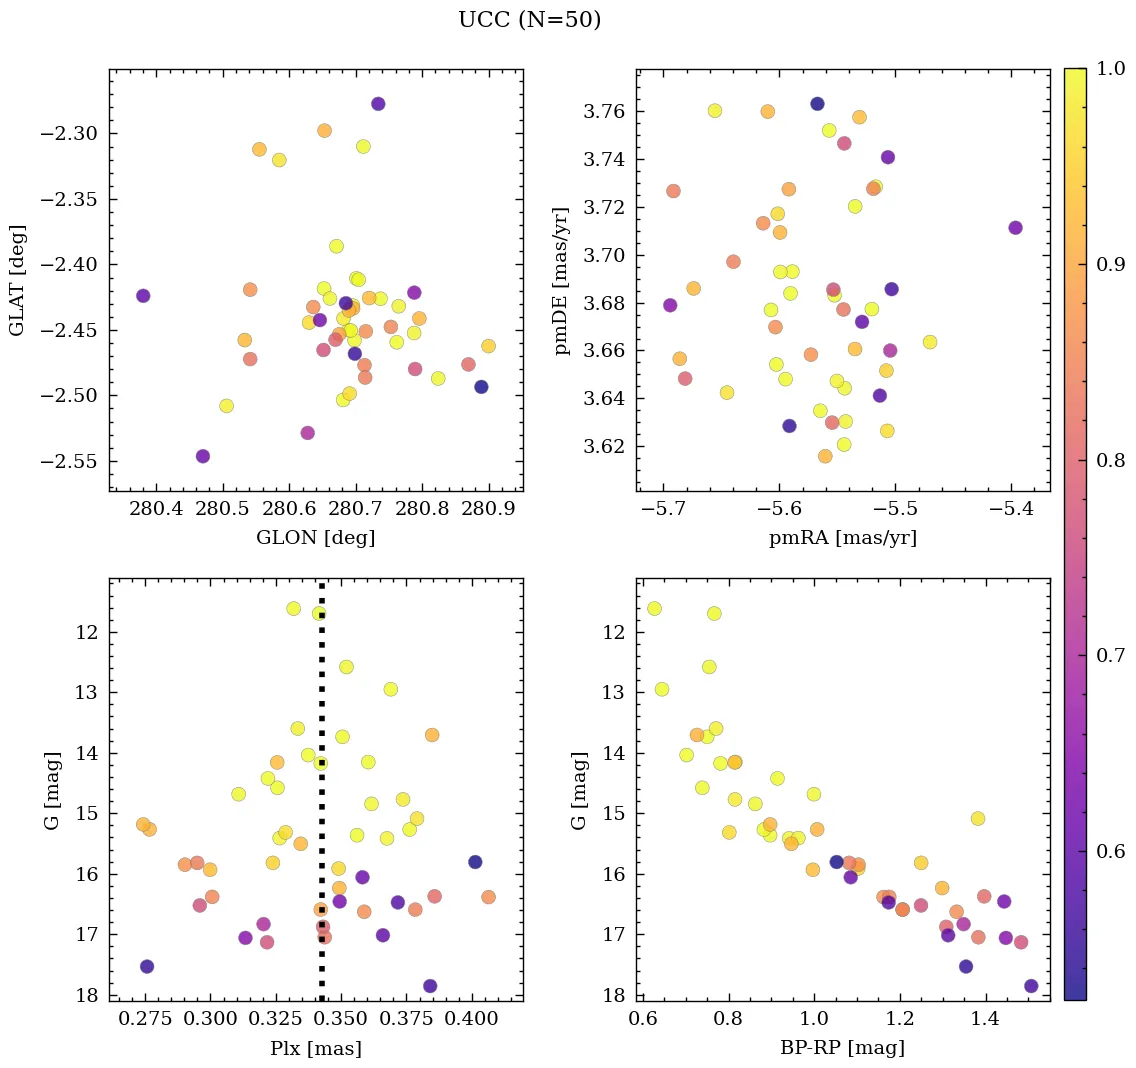 UCC (N=50)
−2.30
−2.35
−2.40
−2.45
−2.50
−2.55
GLAT [deg]
280.4 280.5 280.6 280.7 280.8 280.9
GLON [deg]
3.76
3.74
3.72
3.70
3.68
3.66
3.64
3.62
pmDE [mas/yr]
−5.7 −5.6 −5.5 −5.4
pmRA [mas/yr]
12
13
14
15
16
17
18
G [mag]
0.275 0.300 0.325 0.350 0.375 0.400
Plx [mas]
12
13
14
15
16
17
18
G [mag]
0.6 0.8 1.0 1.2 1.4
BP-RP [mag]
1.0
0.9
0.8
0.7
0.6